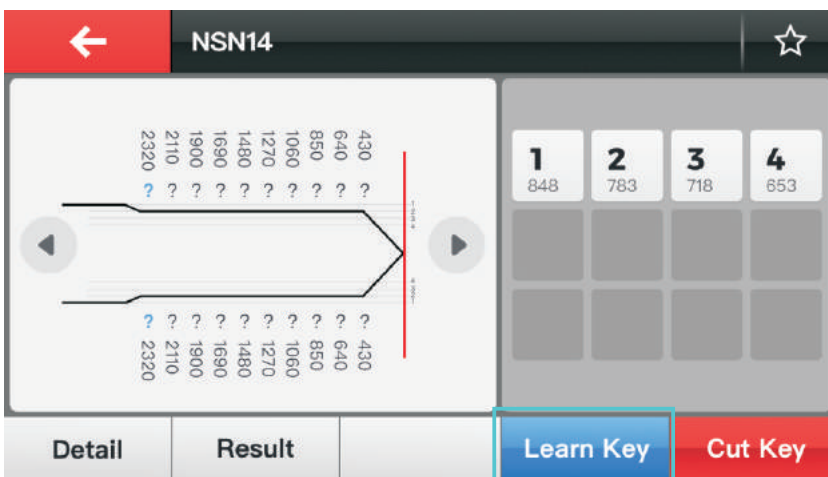 NSN14
2320 2110 1900 1690 1480 1270 1060 850 640 430
? ? ? ? ? ? ? ? ? ?
? ? ? ? ? ? ? ? ? ?
2320 2110 1900 1690 1480 1270 1060 850 640 430
1 2 3 4
848 783 718 653
Detail Result Learn Key Cut Key